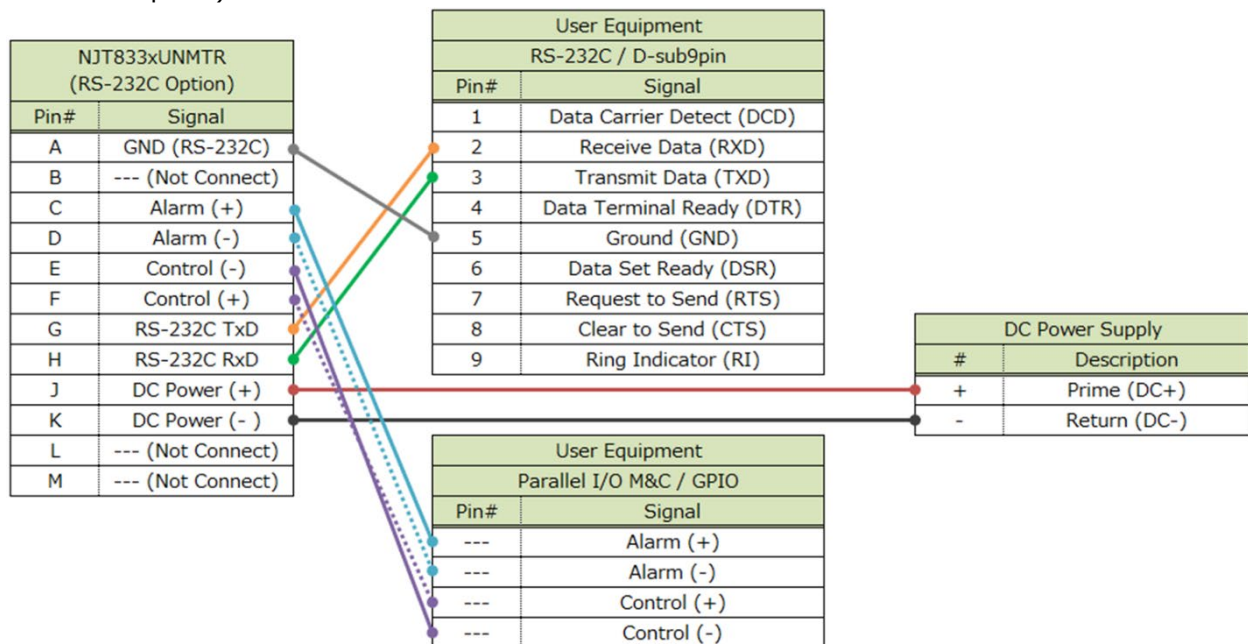 NJT833xUNMTR
(RS-232C Option)
Pin# Signal
A GND (RS-232C)
B --- (Not Connect)
C Alarm (+)
D Alarm (-)
E Control (-)
F Control (+)
G RS-232C TxD
H RS-232C RxD
J DC Power (+)
K DC Power (- )
L --- (Not Connect)
M --- (Not Connect)
User Equipment
RS-232C / D-sub9pin
Pin# Signal
1 Data Carrier Detect (DCD)
2 Receive Data (RXD)
3 Transmit Data (TXD)
4 Data Terminal Ready (DTR)
5 Ground (GND)
6 Data Set Ready (DSR)
7 Request to Send (RTS)
8 Clear to Send (CTS)
9 Ring Indicator (RI)
DC Power Supply
# Description
+ Prime (DC+)
- Return (DC-)
User Equipment
Parallel I/O M&C / GPIO
Pin# Signal
--- Alarm (+)
--- Alarm (-)
--- Control (+)
--- Control (-)